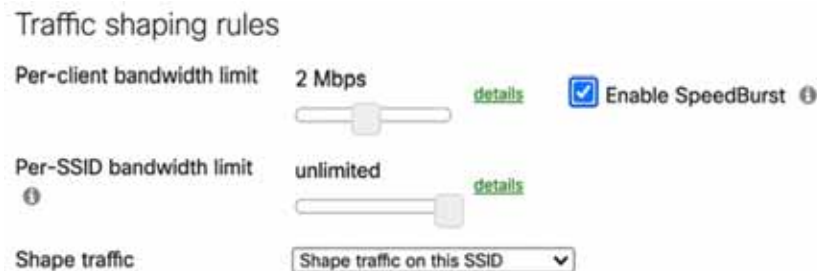 Traffic shaping rules
Per-client bandwidth limit
2 Mbps
details
Enable SpeedBurst
Per-SSID bandwidth limit
unlimited
details
Shape traffic
Shape traffic on this SSID